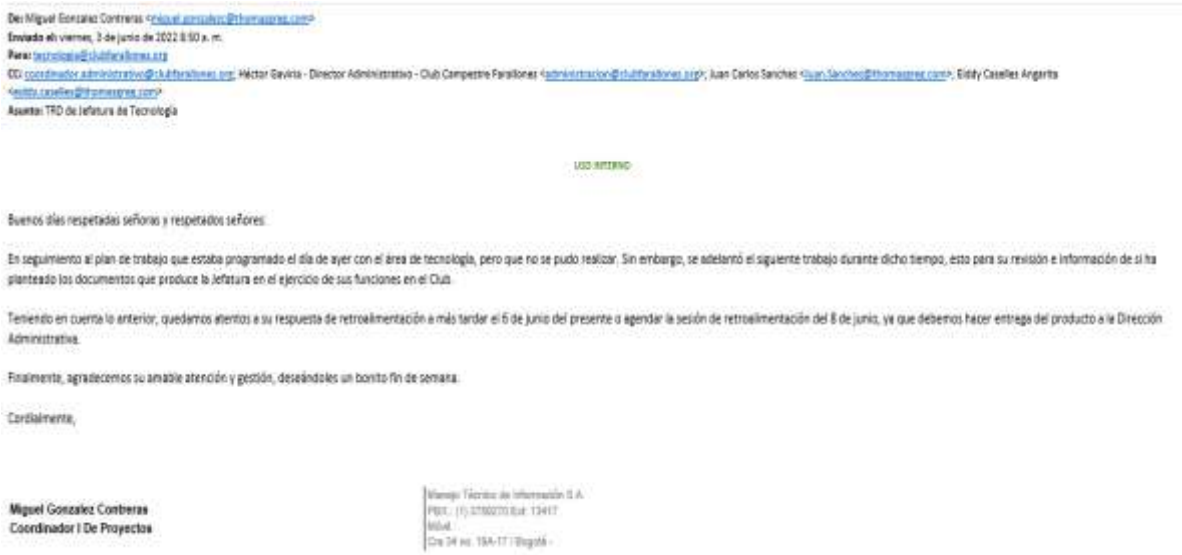 De: Miguel Gonzalez Contreras <miguel.gonzalezc@thomasgreg.com>
Enviado el: viernes, 3 de junio de 2022 8:50 a. m.
Para: tecnologia@clubfarallones.org
CC: coordinador.administrativo@clubfarallones.org; Héctor Gaviria - Director Administrativo - Club Campestre Farallones <administracion@clubfarallones.org>; Juan Carlos Sanchez <Juan.Sanchez@thomasgreg.com>; Eiddy Caselles Angarita
<eiddy.caselles@thomasgreg.com>
Asunto: TRD de Jefatura de Tecnología
USO INTERNO
Buenos días respetadas señoras y respetados señores:
En seguimiento al plan de trabajo que estaba programado el día de ayer con el área de tecnología, pero que no se pudo realizar. Sin embargo, se adelantó el siguiente trabajo durante dicho tiempo, esto para su revisión e información de si ha
planteado los documentos que produce la Jefatura en el ejercicio de sus funciones en el Club.
Teniendo en cuenta lo anterior, quedamos atentos a su respuesta de retroalimentación a más tardar el 6 de junio del presente o agendar la sesión de retroalimentación del 8 de junio, ya que debemos hacer entrega del producto a la Dirección
Administrativa.
Finalmente, agradecemos su amable atención y gestión, deseándoles un bonito fin de semana.
Cordialmente,
Miguel Gonzalez Contreras
Coordinador I De Proyectos
Manejo Técnico de Información S.A.
PBX.: (1) 3759270 Ext: 13417
Móvil:
Cra 34 no. 19A-17 / Bogotá -